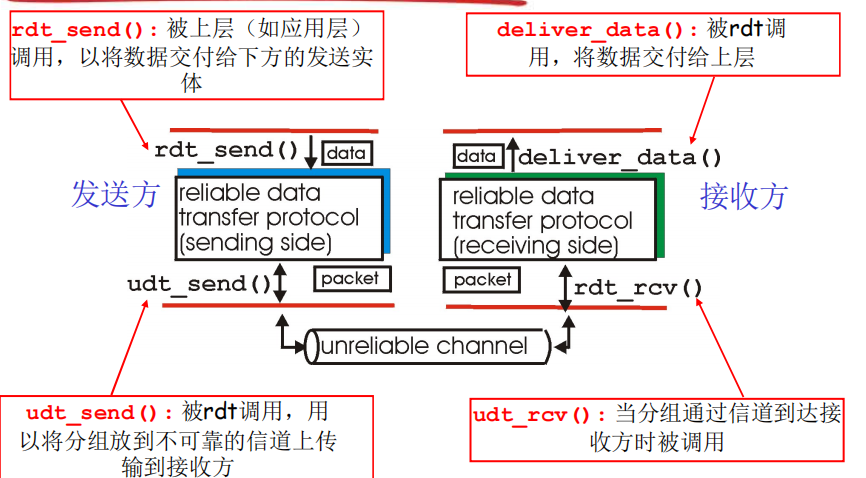 rdt_send(): 被上层（如应用层）
调用，以将数据交付给下方的发送实
体
deliver_data(): 被rdt调
用，将数据交付给上层
rdt_send()
data
data
deliver_data()
发送方
reliable data
transfer protocol
(sending side)
reliable data
transfer protocol
(receiving side)
接收方
udt_send()
packet
packet
rdt_rcv()
unreliable channel
udt_send(): 被rdt调用，用
以将分组放到不可靠的信道上传
输到接收方
udt_rcv(): 当分组通过信道到达接
收方时被调用